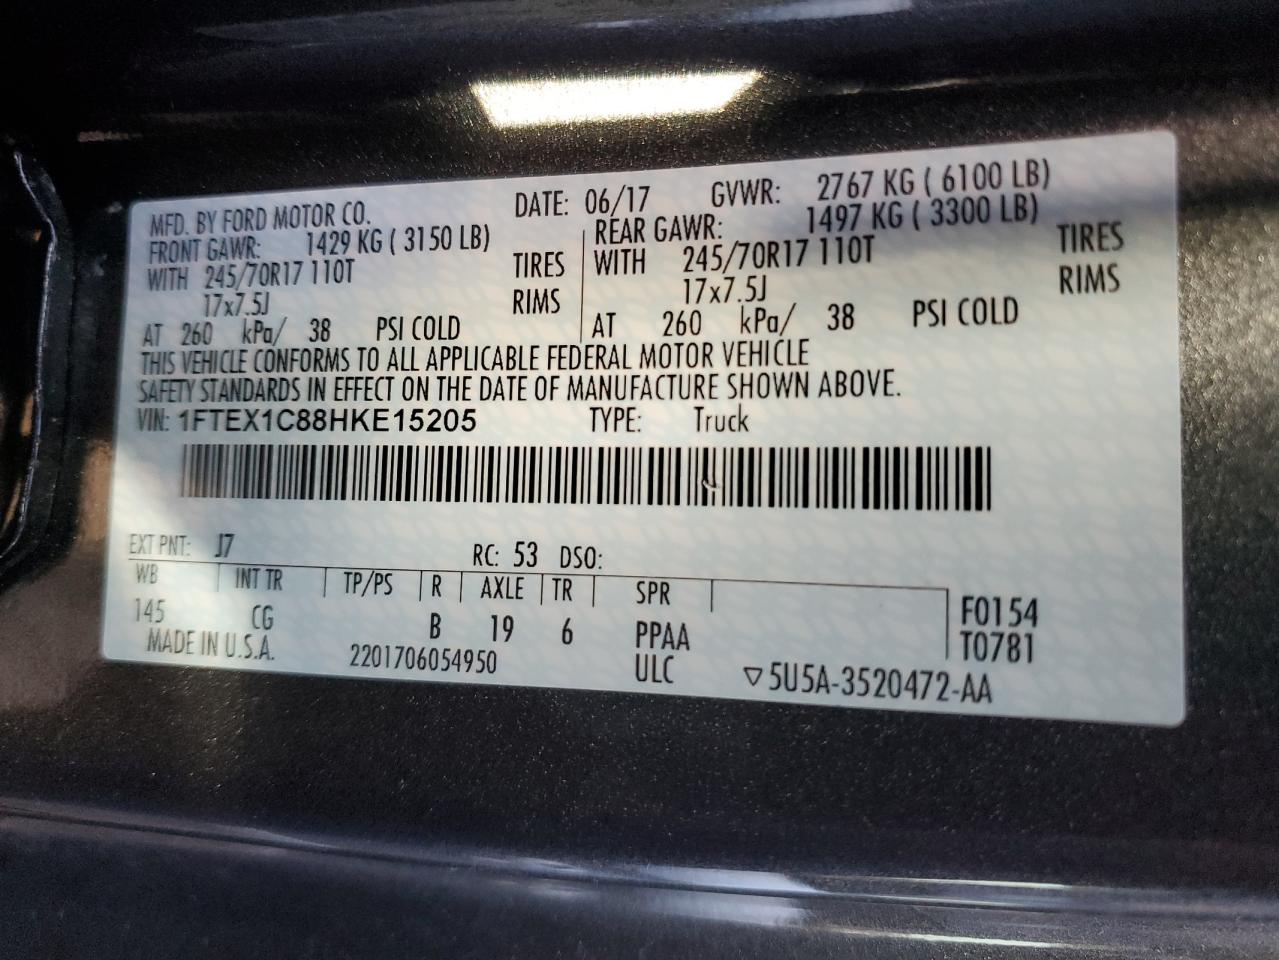 MFD. BY FORD MOTOR CO. DATE: 06/17 GVWR: 2767 KG ( 6100 LB)
FRONT GAWR: 1429 KG ( 3150 LB) REAR GAWR: 1497 KG ( 3300 LB)
WITH 245/70R17 110T TIRES WITH 245/70R17 110T TIRES
17x7.5J RIMS 17x7.5J RIMS
AT 260 kPa/ 38 PSI COLD AT 260 kPa/ 38 PSI COLD
THIS VEHICLE CONFORMS TO ALL APPLICABLE FEDERAL MOTOR VEHICLE
SAFETY STANDARDS IN EFFECT ON THE DATE OF MANUFACTURE SHOWN ABOVE.
VIN: 1FTEX1C88HKE15205 TYPE: Truck
EXT PNT: J7 RC: 53 DSO:
WB INT TR TP/PS R AXLE TR SPR
145 CG B 19 6 PPAA F0154
MADE IN U.S.A. 2201706054950 ULC T0781
▽5U5A-3520472-AA